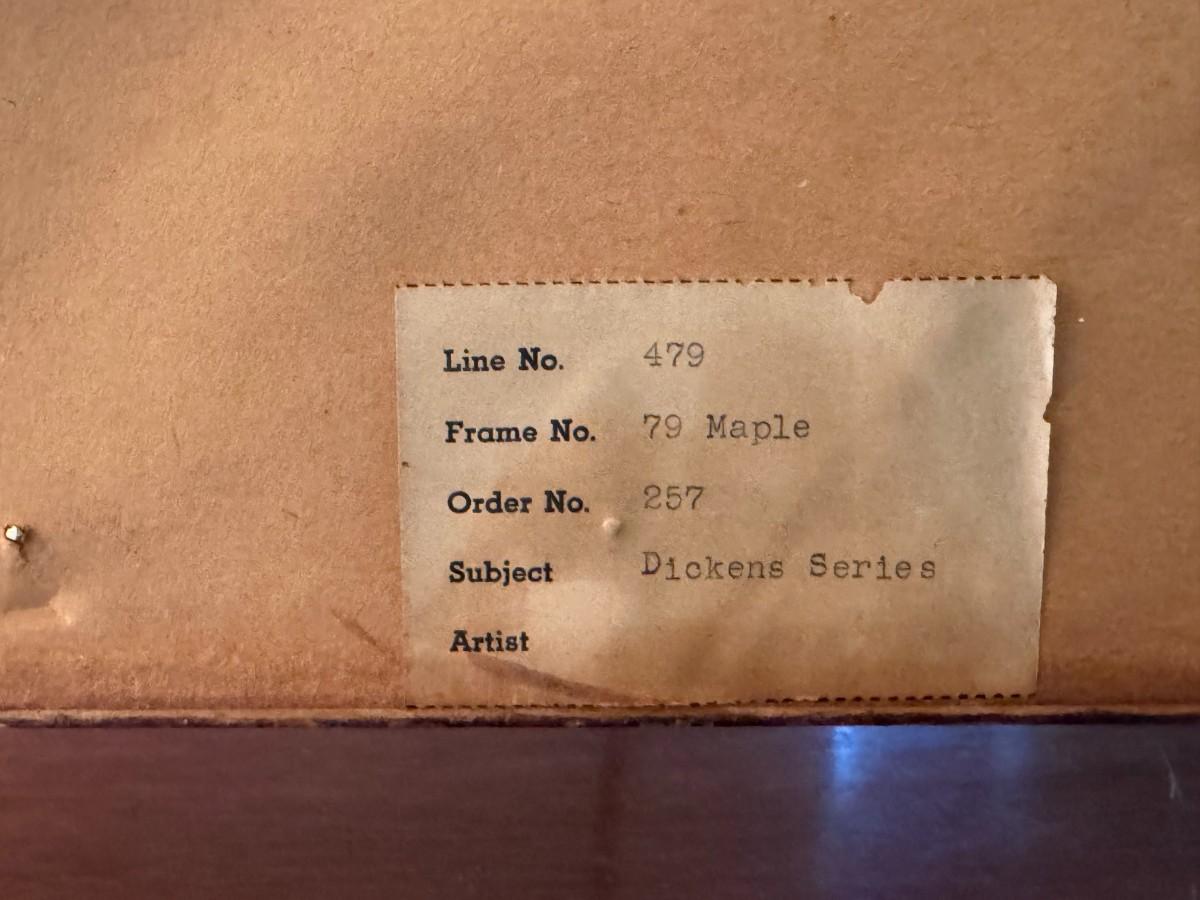 Line No. 479
Frame No. 79 Maple
Order No. 257
Subject Dickens Series
Artist